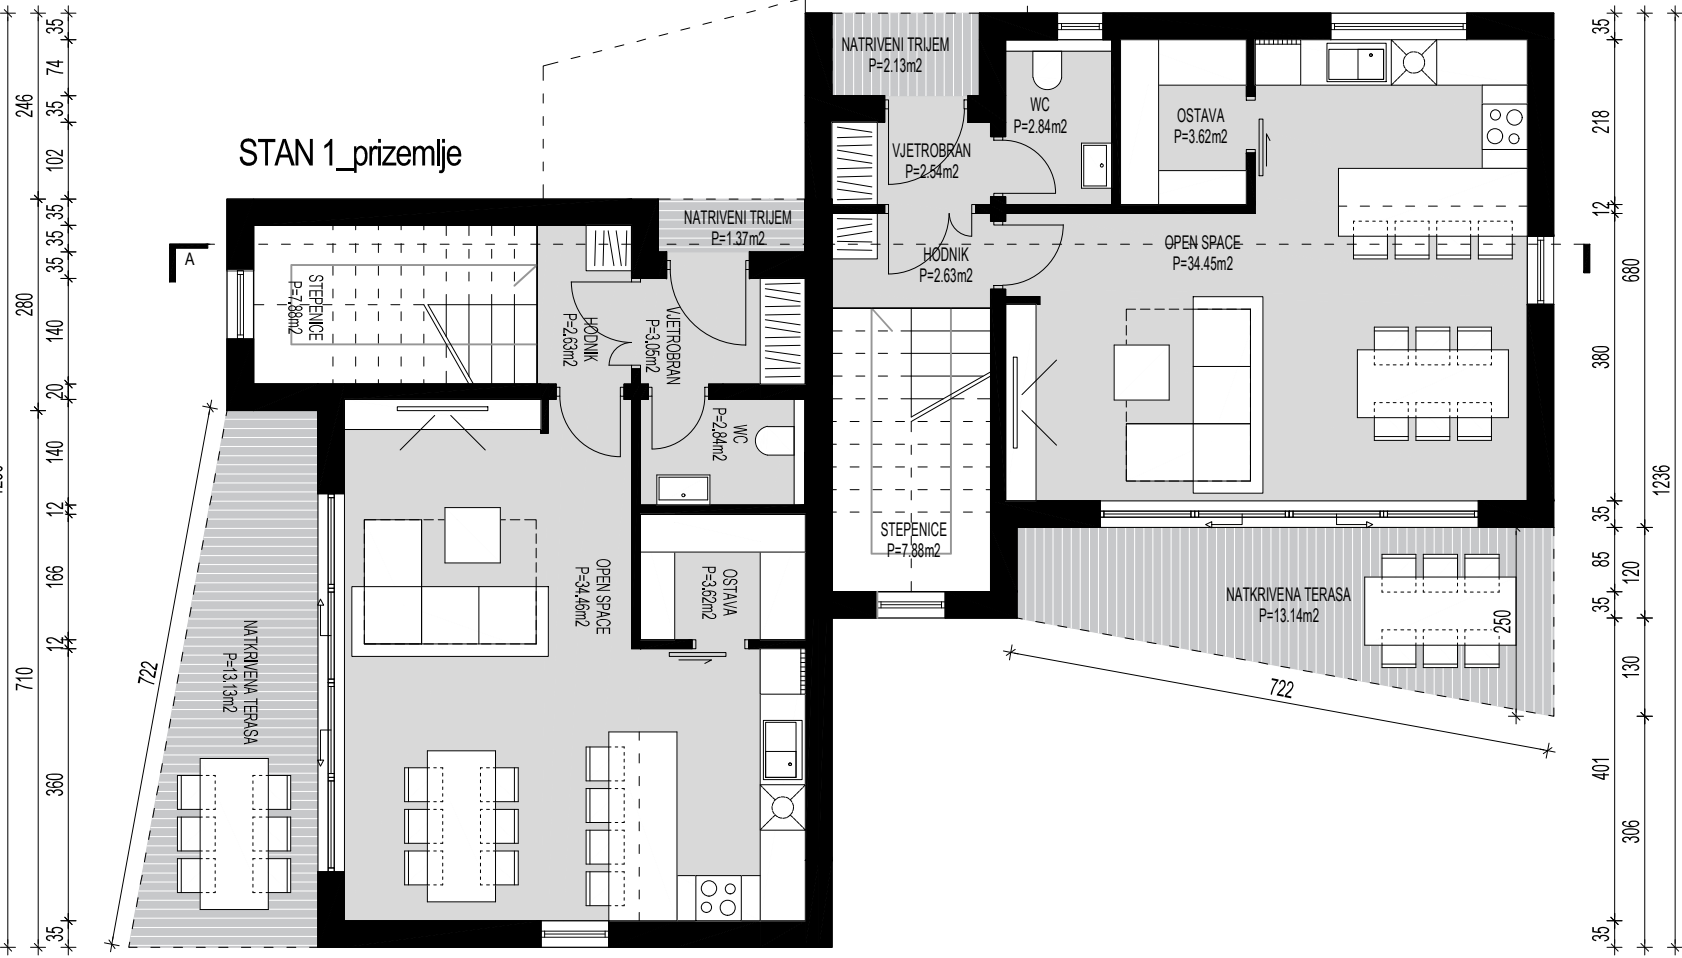 STAN 1_prizemlje
A
NATRIVENI TRIJEM
P=1.37m2
STEPENICE
P=7.88m2
HODNIK
P=2.63m2
VJETROBRAN
P=3.05m2
WC
P=2.84m2
OPEN SPACE
P=34.46m2
OSTAVA
P=3.62m2
NATKRIVENA TERASA
P=13.13m2
722
NATRIVENI TRIJEM
P=2.13m2
WC
P=2.84m2
OSTAVA
P=3.62m2
VJETROBRAN
P=2.54m2
HODNIK
P=2.63m2
OPEN SPACE
P=34.45m2
STEPENICE
P=7.88m2
NATKRIVENA TERASA
P=13.14m2
250
722
246
280
710
35
74
35
102
35
35
35
140
20
140
12
166
12
360
35
35
218
12
680
380
35
85
35
401
35
120
130
306
1236